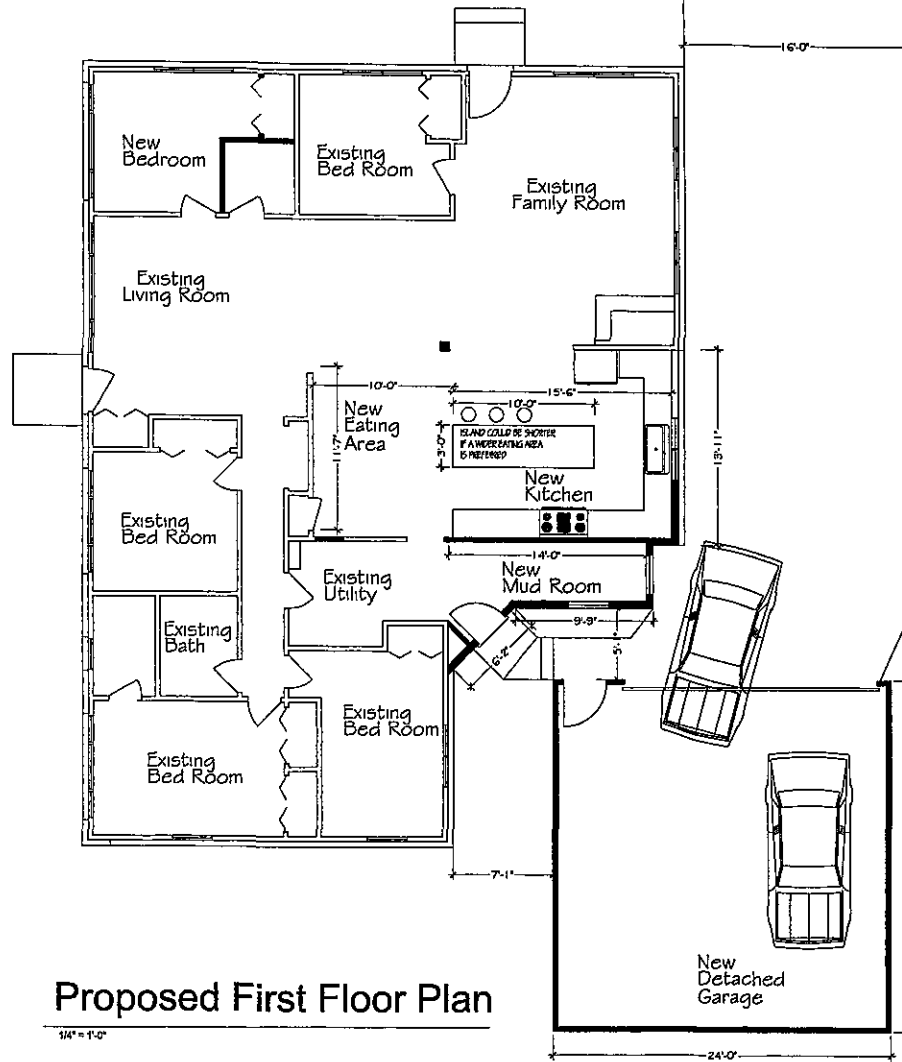 16'-0"
New
Bedroom
Existing
Bed Room
Existing
Family Room
Existing
Living Room
10'-0"
15'-6"
10'-0"
New
Eating
Area
3'-0"
ISLAND COULD BE SHORTER
IF A WIDER EATING AREA
IS PREFERRED
13'-11"
New
Kitchen
Existing
Bed Room
14'-0"
Existing
Utility
New
Mud Room
Existing
Bath
9'-9"
6'-2"
Existing
Bed Room
Existing
Bed Room
7'-1"
New
Detached
Garage
Proposed First Floor Plan
1/4" = 1'-0"
24'-0"